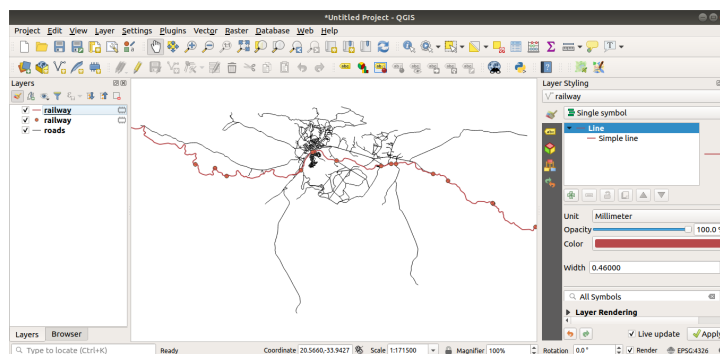 *Untitled Project - QGIS
Project Edit View Layer Settings Plugins Vector Raster Database Web Help
Layers
railway
railway
roads
Layers Browser
Layer Styling
railway
Single symbol
Line
Simple line
Unit Millimeter
Opacity 100.0
Color
Width 0.46000
All Symbols
Layer Rendering
Live update Apply
Type to locate (Ctrl+K) Ready Coordinate 20.5660,-33.9427 Scale 1:171500 Magnifier 100% Rotation 0.0° Render EPSG:4326